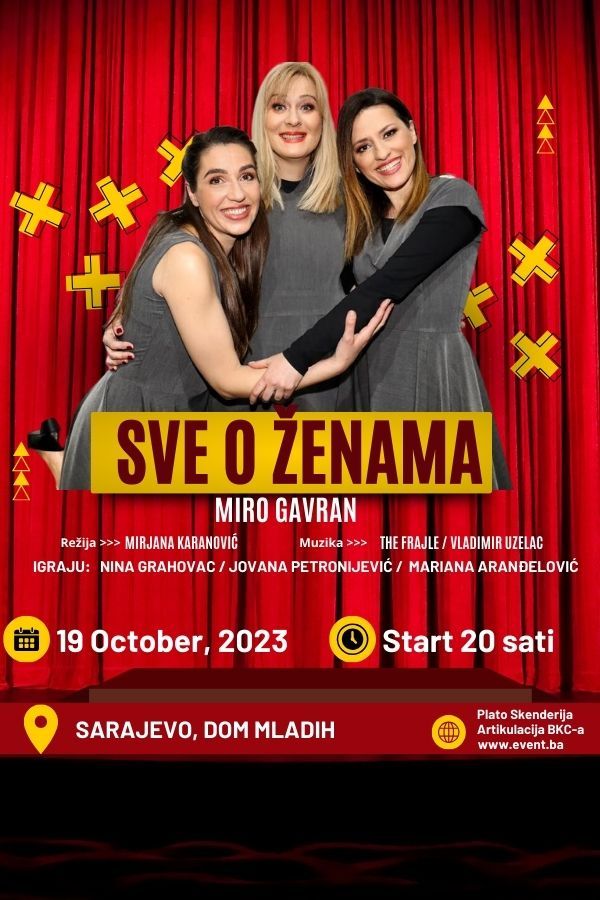 SVE O ŽENAMA
MIRO GAVRAN
Režija >>> MIRJANA KARANOVIĆ Muzika >>> THE FRAJLE / VLADIMIR UZELAC
IGRAJU: NINA GRAHOVAC / JOVANA PETRONIJEVIĆ / MARIANA ARANĐELOVIĆ
19 October, 2023 Start 20 sati
SARAJEVO, DOM MLADIH
Plato Skenderija
Artikulacija BKC-a
www.event.ba